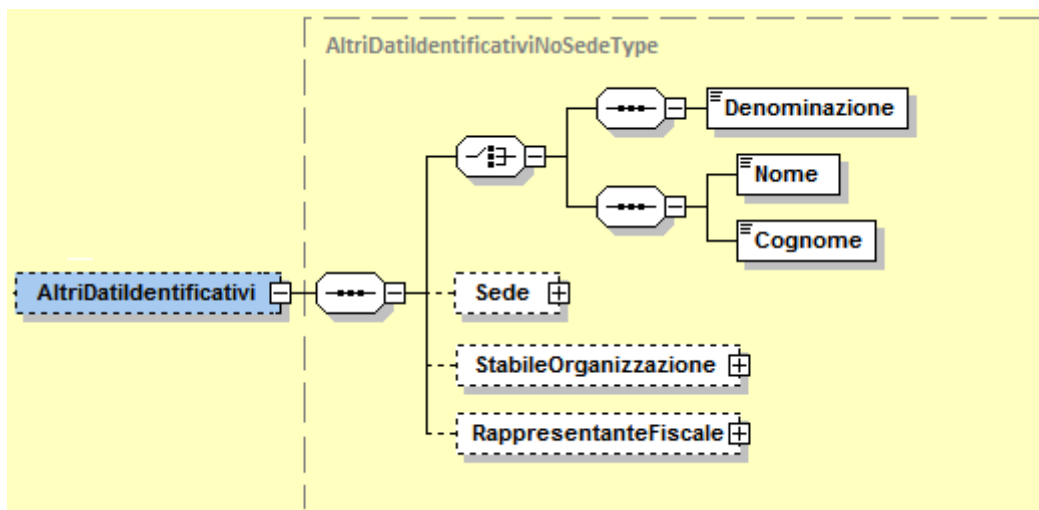 AltriDatiIdentificativiNoSedeType
Denominazione
Nome
Cognome
AltriDatiIdentificativi
Sede
StabileOrganizzazione
RappresentanteFiscale